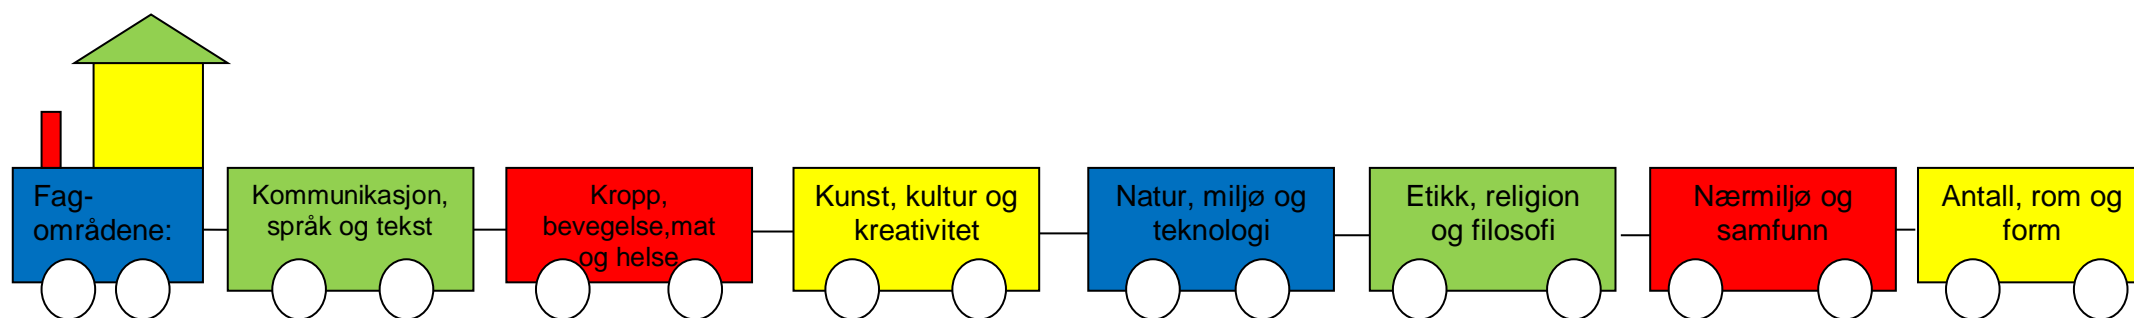 Fag-
områdene:
Kommunikasjon,
språk og tekst
Kropp,
bevegelse,mat
og helse
Kunst, kultur og
kreativitet
Natur, miljø og
teknologi
Etikk, religion
og filosofi
Nærmiljø og
samfunn
Antall, rom og
form